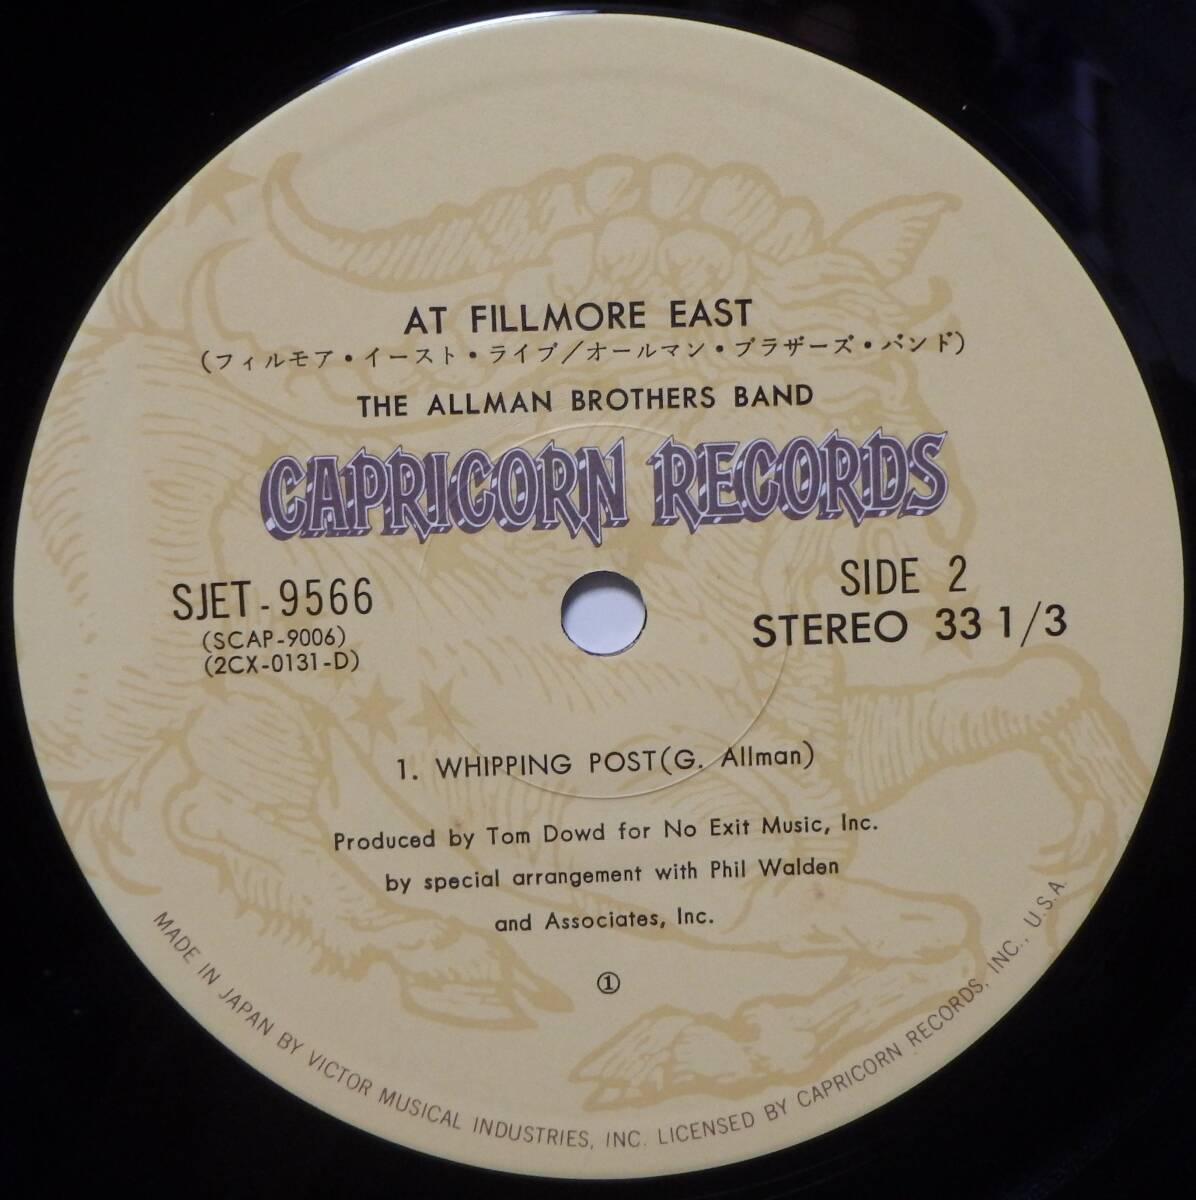 AT FILLMORE EAST
(フィルモア・イースト・ライブ/オールマン・ブラザーズ・バンド)
THE ALLMAN BROTHERS BAND
CAPRICORN RECORDS
SJET-9566
(SCAP-9006)
(2CX-0131-D)
SIDE 2
STEREO 33 1/3
1. WHIPPING POST(G. Allman)
Produced by Tom Dowd for No Exit Music, Inc.
by special arrangement with Phil Walden
and Associates, Inc.
①
MADE IN JAPAN BY VICTOR MUSICAL INDUSTRIES, INC. LICENSED BY CAPRICORN RECORDS, INC., U.S.A.